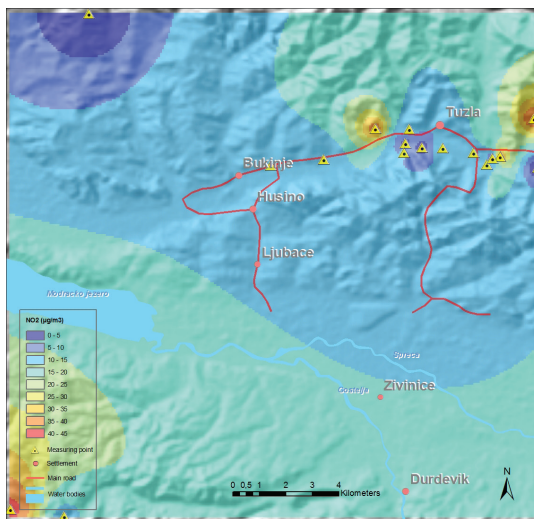 Tuzla
Bukinje
Husino
Ljubace
Modracko jezero
NO2 (µg/m3)
0 - 5
5 - 10
10 - 15
15 - 20
20 - 25
25 - 30
30 - 35
35 - 40
40 - 45
Measuring point
Settlement
Main road
Water bodies
Spreca
Gostelja
Zivinice
Durdevik
0 0,5 1 2 3 4
Kilometers
N